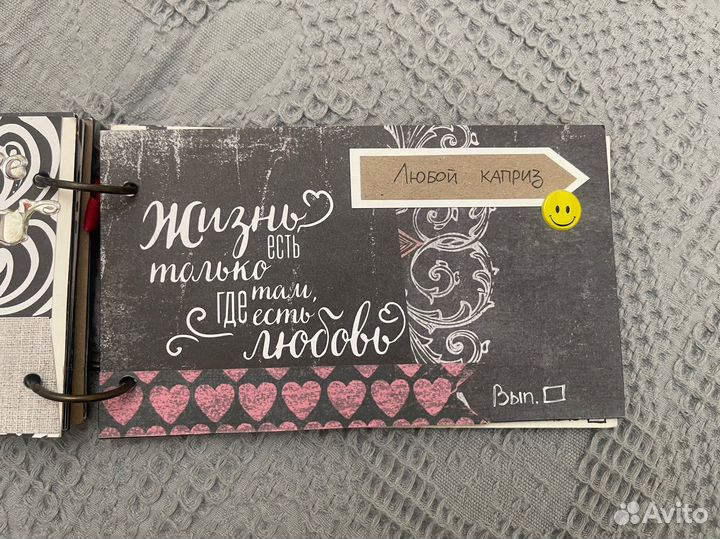 Любой каприз
Жизнь
есть
только
там,
где есть
любовь
Вып.
Avito